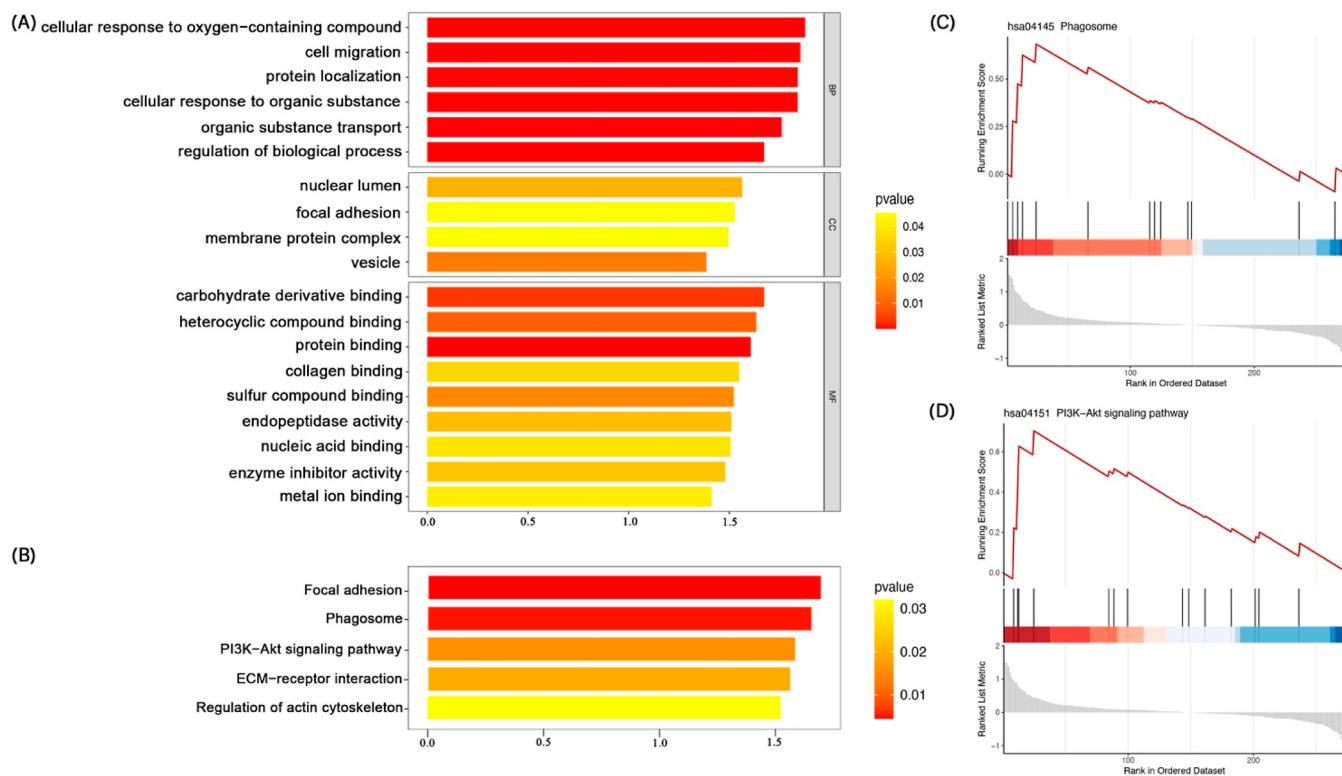 (A)
cellular response to oxygen-containing compound
cell migration
protein localization
cellular response to organic substance
organic substance transport
regulation of biological process
BP
nuclear lumen
focal adhesion
membrane protein complex
vesicle
CC
carbohydrate derivative binding
heterocyclic compound binding
protein binding
collagen binding
sulfur compound binding
endopeptidase activity
nucleic acid binding
enzyme inhibitor activity
metal ion binding
MF
0.0 0.5 1.0 1.5
pvalue
0.04
0.03
0.02
0.01
(B)
Focal adhesion
Phagosome
PI3K−Akt signaling pathway
ECM−receptor interaction
Regulation of actin cytoskeleton
0.0 0.5 1.0 1.5
pvalue
0.03
0.02
0.01
(C)
hsa04145 Phagosome
Running Enrichment Score
0.50
0.25
0.00
Ranked List Metric
2
1
0
−1
100 200
Rank in Ordered Dataset
(D)
hsa04151 PI3K−Akt signaling pathway
Running Enrichment Score
0.6
0.4
0.2
0.0
Ranked List Metric
2
1
0
−1
100 200
Rank in Ordered Dataset